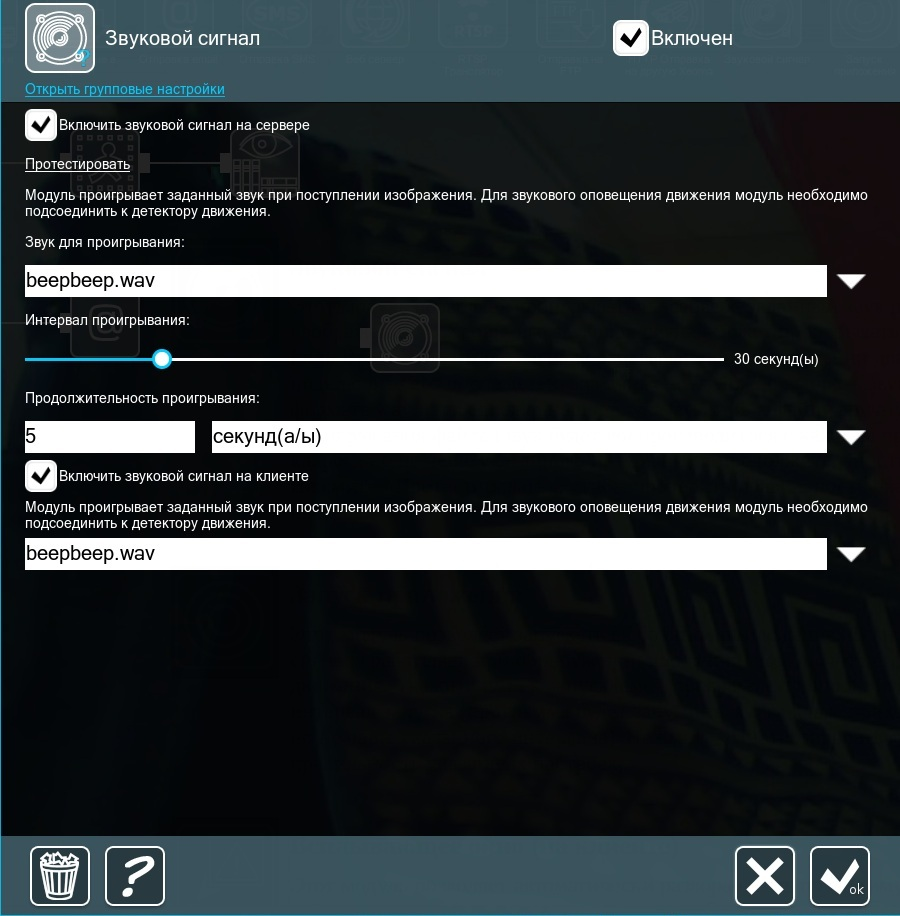 Звуковой сигнал
Включен
Открыть групповые настройки
Включить звуковой сигнал на сервере
Протестировать
Модуль проигрывает заданный звук при поступлении изображения. Для звукового оповещения движения модуль необходимо
подсоединить к детектору движения.
Звук для проигрывания:
beepbeep.wav
Интервал проигрывания:
30 секунд(ы)
Продолжительность проигрывания:
5 секунд(а/ы)
Включить звуковой сигнал на клиенте
Модуль проигрывает заданный звук при поступлении изображения. Для звукового оповещения движения модуль необходимо
подсоединить к детектору движения.
beepbeep.wav
ok